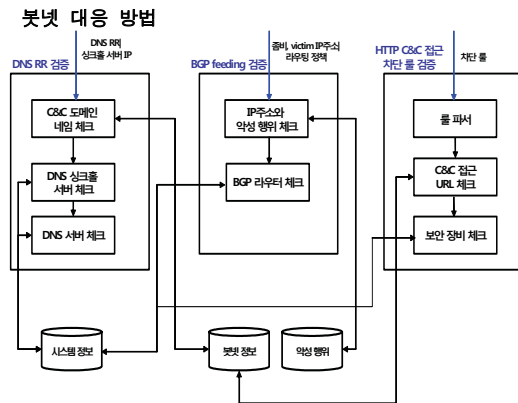 봇넷 대응 방법
DNS RR,
싱크홀 서버 IP
DNS RR 검증
C&C 도메인
네임 체크
DNS 싱크홀
서버 체크
DNS 서버 체크
좀비, victim IP주소,
라우팅 정책
BGP feeding 검증
IP주소와
악성 행위 체크
BGP 라우터 체크
HTTP C&C 접근
차단 룰 검증
차단 룰
룰 파서
C&C 접근
URL 체크
보안 장비 체크
시스템 정보
봇넷 정보
악성 행위